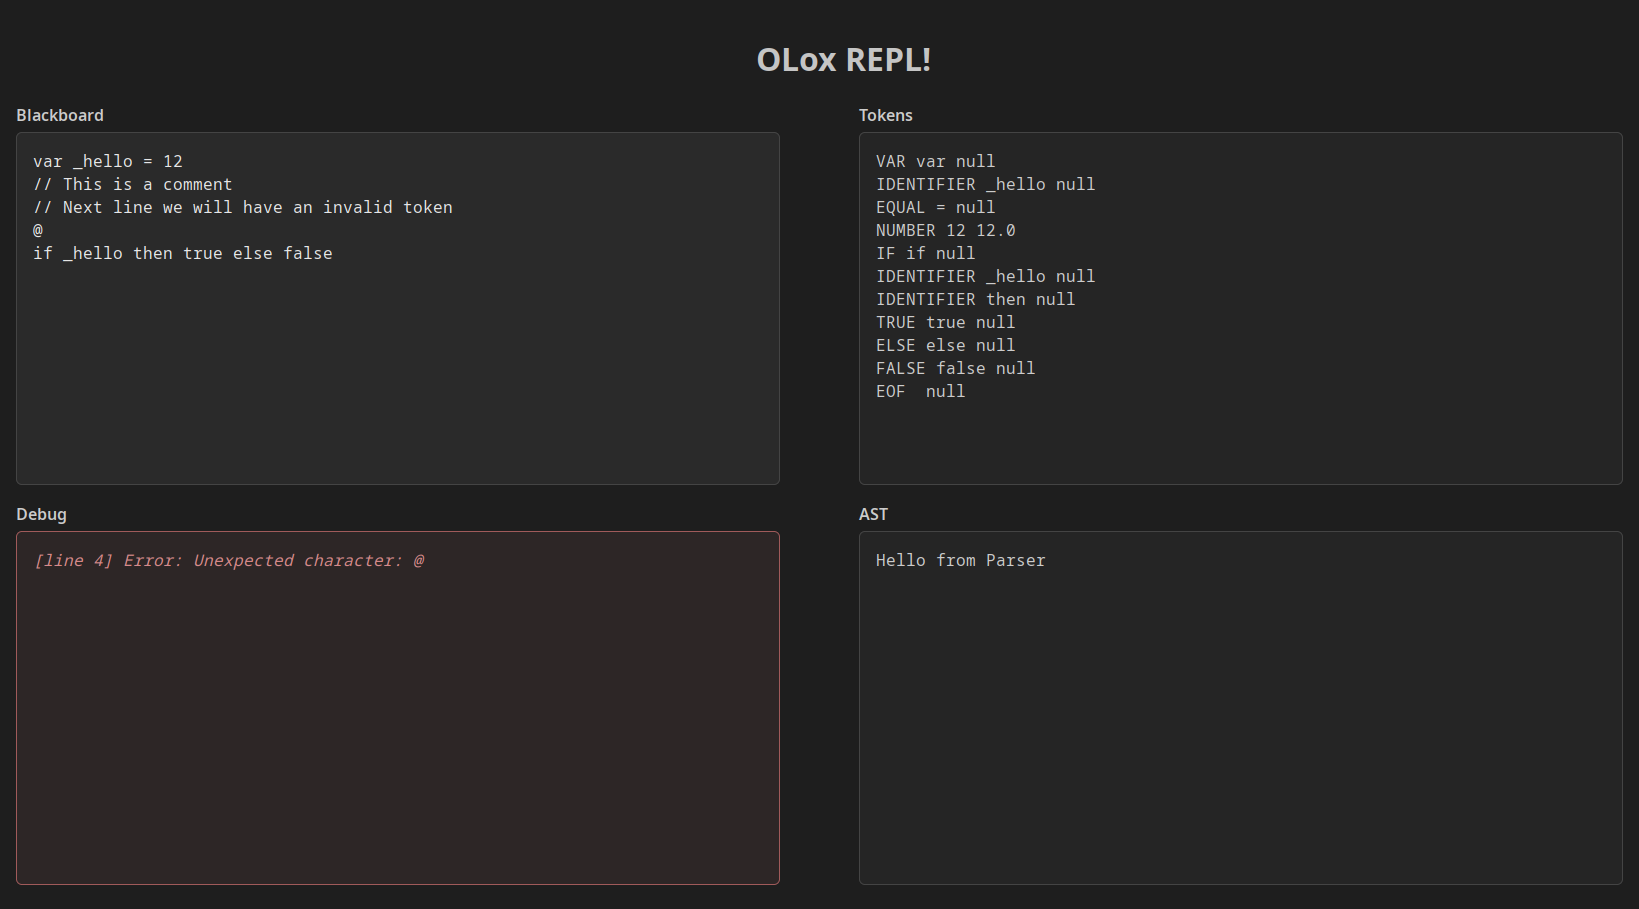 OLox REPL!
Blackboard
var _hello = 12
// This is a comment
// Next line we will have an invalid token
@
if _hello then true else false
Tokens
VAR var null
IDENTIFIER _hello null
EQUAL = null
NUMBER 12 12.0
IF if null
IDENTIFIER _hello null
IDENTIFIER then null
TRUE true null
ELSE else null
FALSE false null
EOF  null
Debug
[line 4] Error: Unexpected character: @
AST
Hello from Parser